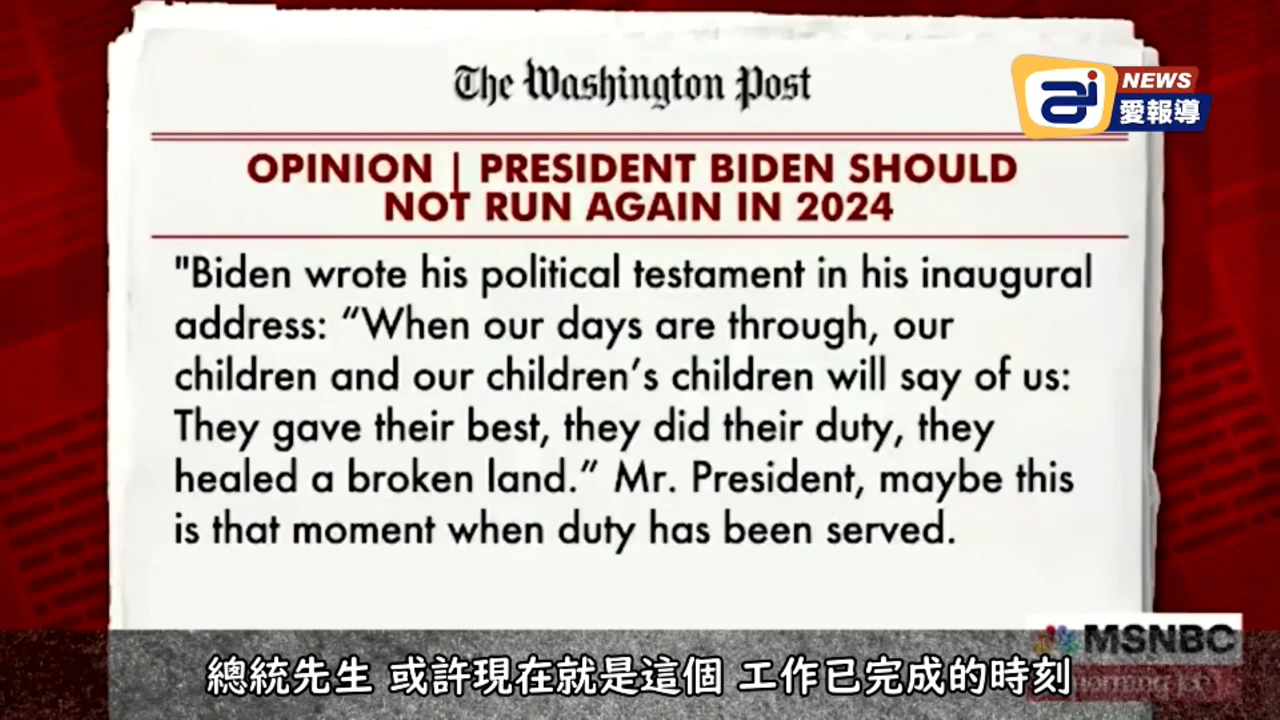 The Washington Post
ai NEWS
愛報導
OPINION | PRESIDENT BIDEN SHOULD
NOT RUN AGAIN IN 2024
"Biden wrote his political testament in his inaugural
address: “When our days are through, our
children and our children’s children will say of us:
They gave their best, they did their duty, they
healed a broken land.” Mr. President, maybe this
is that moment when duty has been served.
MSNBC
總統先生 或許現在就是這個 工作已完成的時刻
morning joe